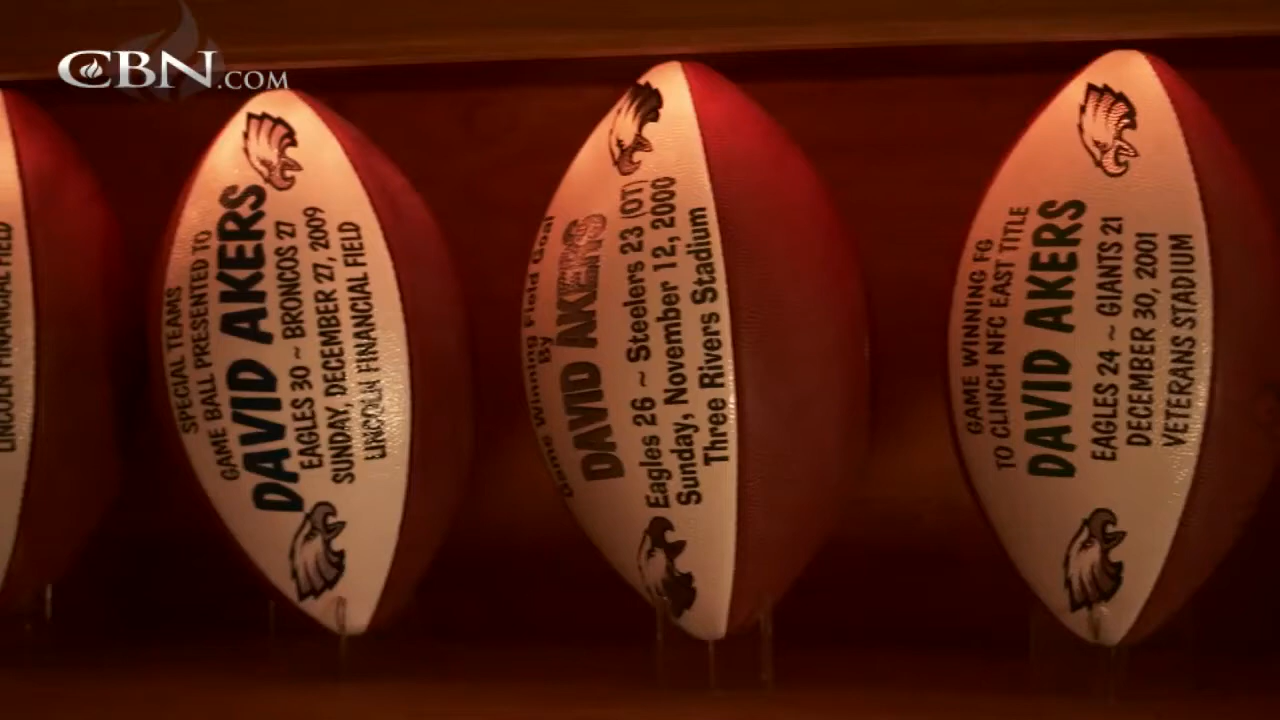 CBN.COM
LINCOLN FINANCIAL FIELD
SPECIAL TEAMS
GAME BALL PRESENTED TO
DAVID AKERS
EAGLES 30 ~ BRONCOS 27
SUNDAY, DECEMBER 27, 2009
LINCOLN FINANCIAL FIELD
Game Winning Field Goal
By
DAVID AKERS
Eagles 26 ~ Steelers 23 (OT)
Sunday, November 12, 2000
Three Rivers Stadium
GAME WINNING FG
TO CLINCH NFC EAST TITLE
DAVID AKERS
EAGLES 24 ~ GIANTS 21
DECEMBER 30, 2001
VETERANS STADIUM